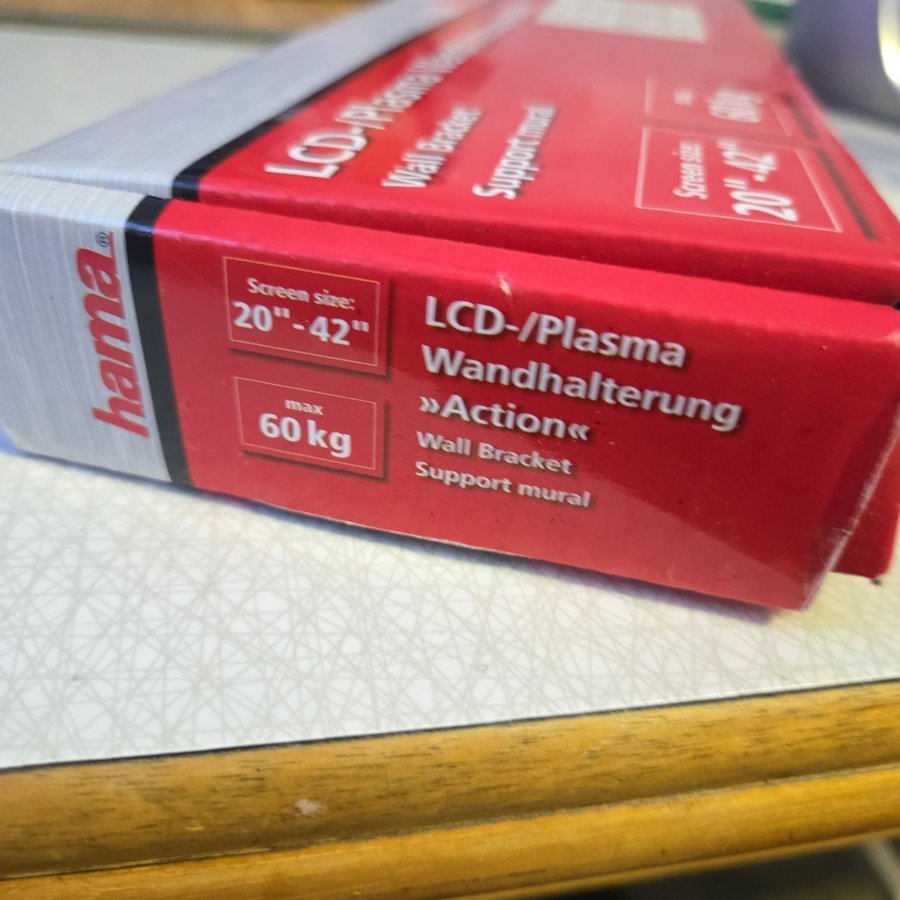 LCD-/Plasma
Wall Bracket
Support mural
Screen size:
20"-42"
hama®
Screen size:
20"-42"
max
60 kg
LCD-/Plasma
Wandhalterung
»Action«
Wall Bracket
Support mural